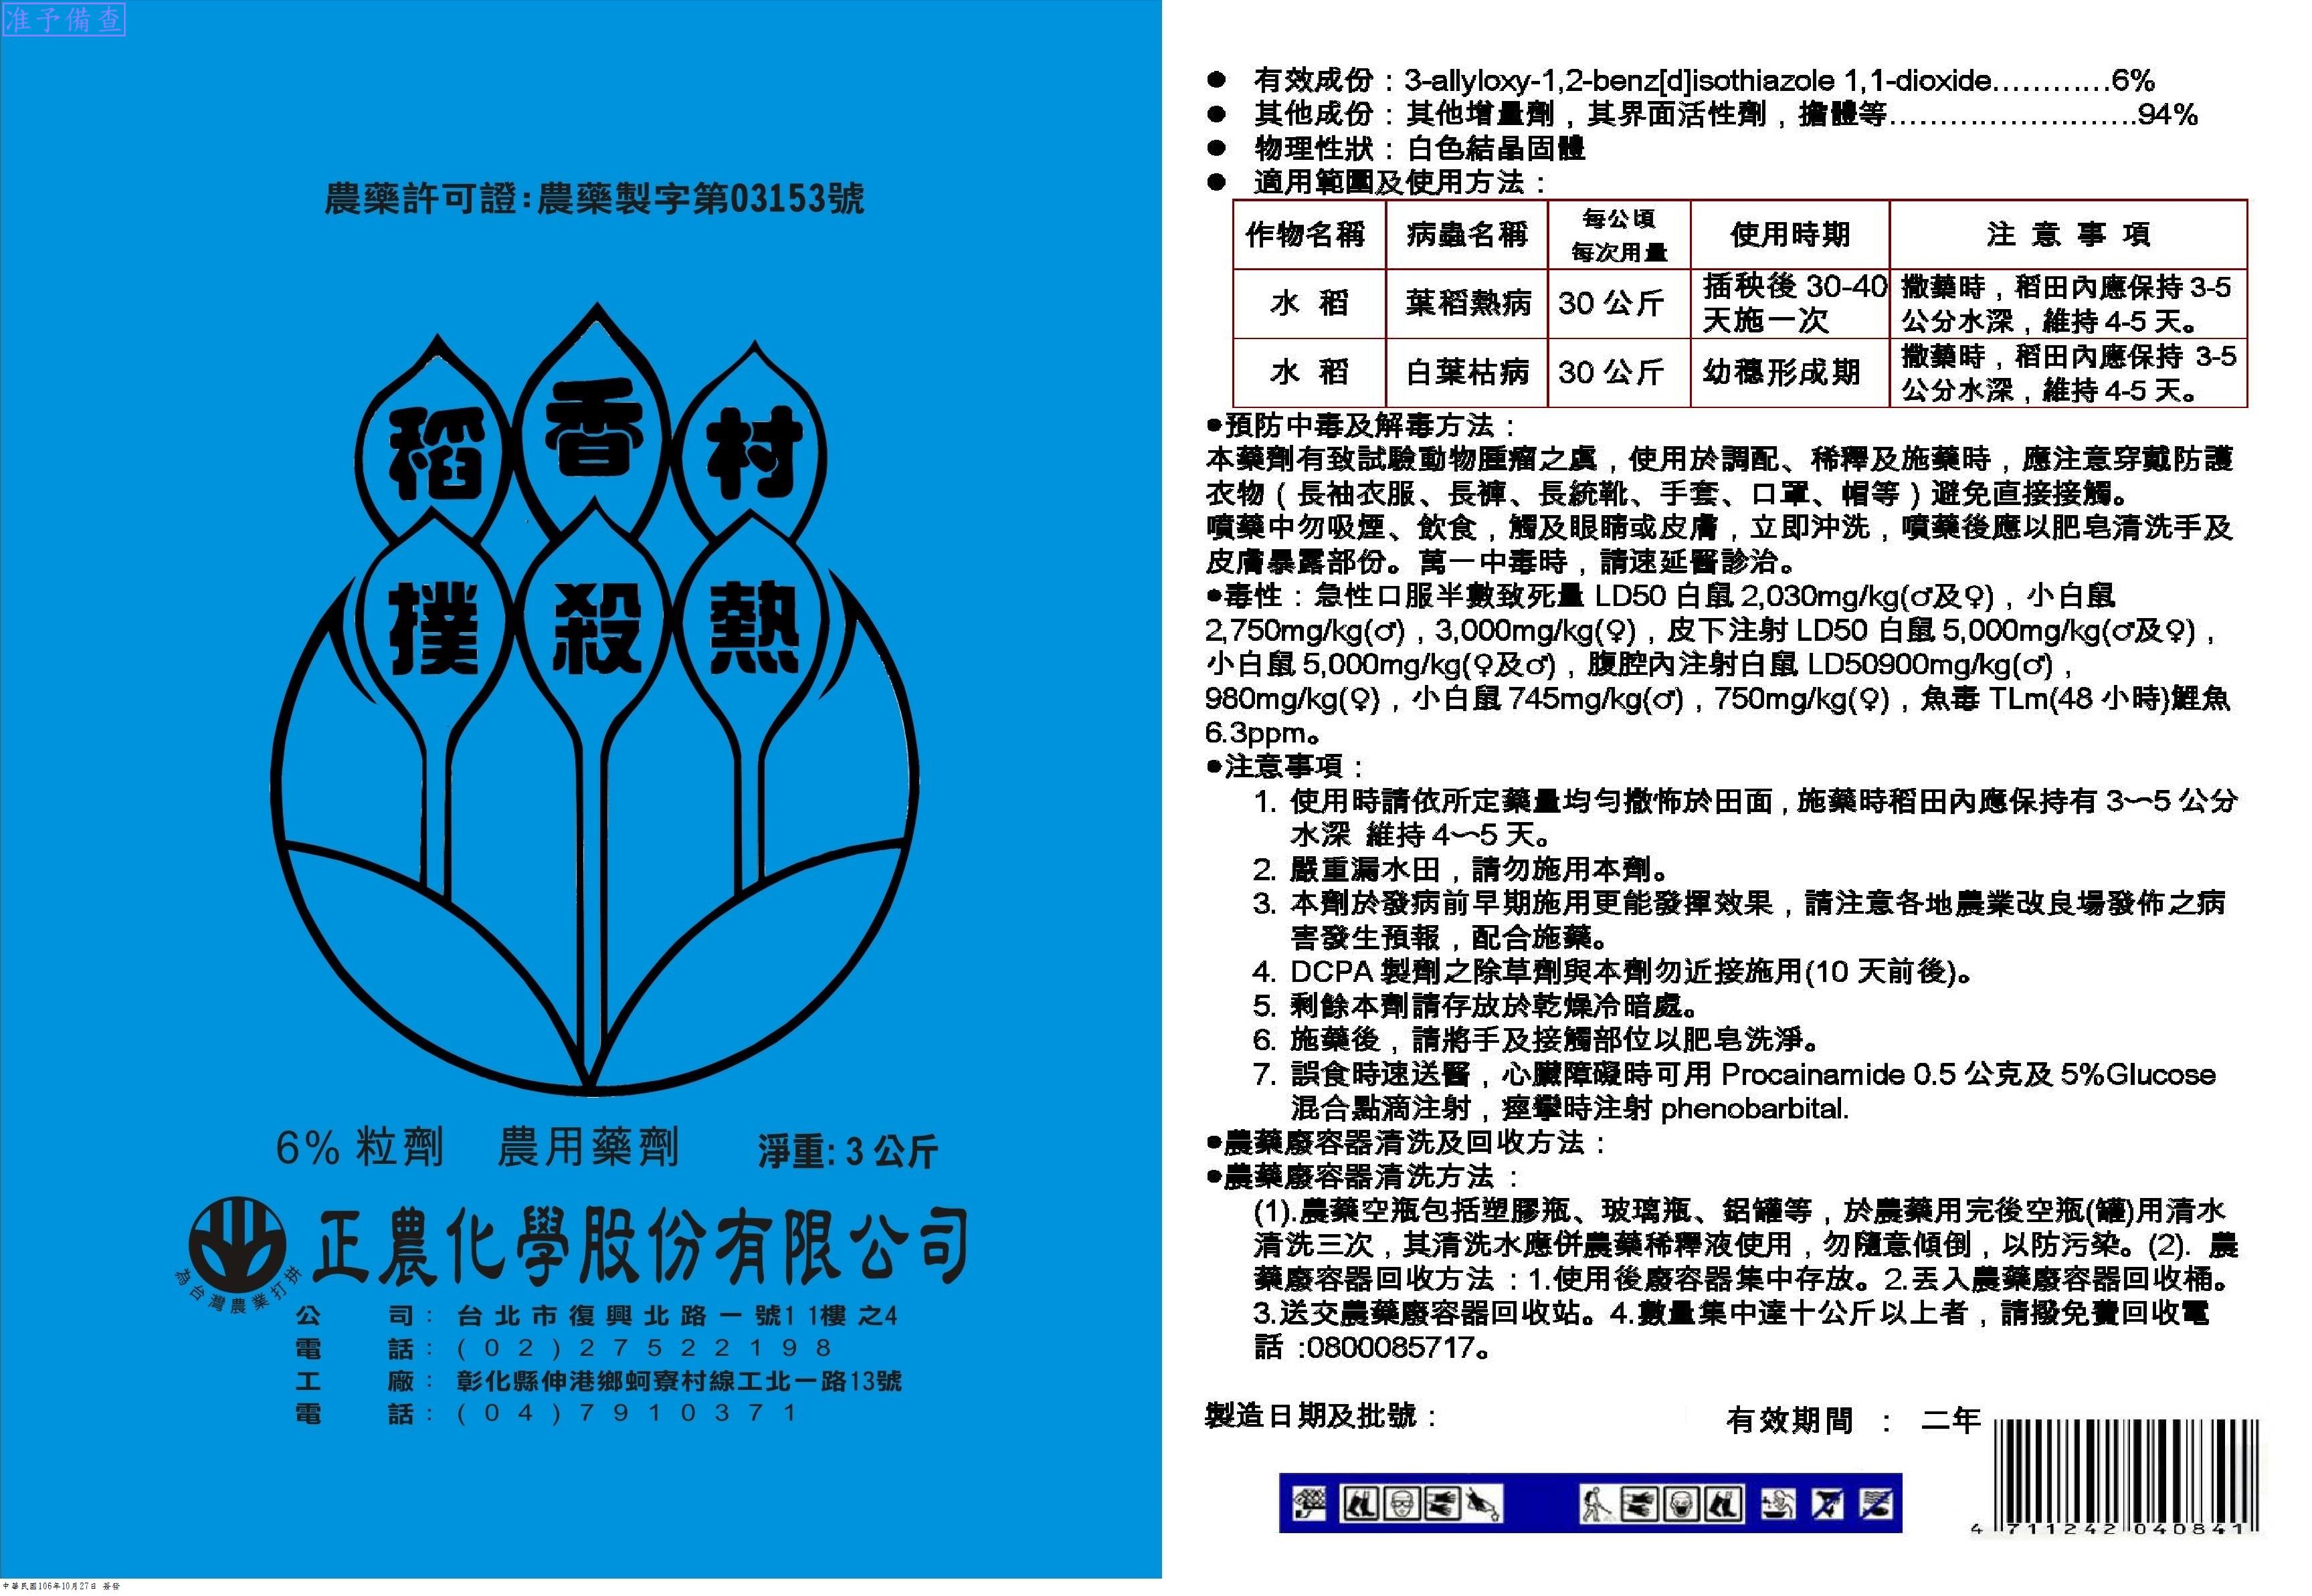 准予備查
農藥許可證:農藥製字第03153號
稻香村
撲殺熱
6% 粒劑 農用藥劑 淨重: 3 公斤
正農化學股份有限公司
為台灣農業打拼
公 司: 台北市復興北路一號11樓之4
電 話: (02)27522198
工 廠: 彰化縣伸港鄉蚵寮村線工北一路13號
電 話: (04)7910371
中華民國106年10月27日 簽發
● 有效成份：3-allyloxy-1,2-benz[d]isothiazole 1,1-dioxide…………6%
● 其他成份：其他增量劑，其界面活性劑，擔體等…………………….94%
● 物理性狀：白色結晶固體
● 適用範圍及使用方法：
作物名稱 病蟲名稱 每公頃每次用量 使用時期 注意事項
水 稻 葉稻熱病 30 公斤 插秧後 30-40 天施一次 撒藥時，稻田內應保持 3-5 公分水深，維持 4-5 天。
水 稻 白葉枯病 30 公斤 幼穗形成期 撒藥時，稻田內應保持 3-5 公分水深，維持 4-5 天。
●預防中毒及解毒方法：
本藥劑有致試驗動物腫瘤之虞，使用於調配、稀釋及施藥時，應注意穿戴防護
衣物（長袖衣服、長褲、長統靴、手套、口罩、帽等）避免直接接觸。
噴藥中勿吸煙、飲食，觸及眼睛或皮膚，立即沖洗，噴藥後應以肥皂清洗手及
皮膚暴露部份。萬一中毒時，請速延醫診治。
●毒性：急性口服半數致死量 LD50 白鼠 2,030mg/kg(♂及♀)，小白鼠
2,750mg/kg(♂)，3,000mg/kg(♀)，皮下注射 LD50 白鼠 5,000mg/kg(♂及♀)，
小白鼠 5,000mg/kg(♀及♂)，腹腔內注射白鼠 LD50900mg/kg(♂)，
980mg/kg(♀)，小白鼠 745mg/kg(♂)，750mg/kg(♀)，魚毒 TLm(48 小時)鯉魚
6.3ppm。
●注意事項：
1. 使用時請依所定藥量均勻撒佈於田面，施藥時稻田內應保持有 3～5 公分
水深 維持 4～5 天。
2. 嚴重漏水田，請勿施用本劑。
3. 本劑於發病前早期施用更能發揮效果，請注意各地農業改良場發佈之病
害發生預報，配合施藥。
4. DCPA 製劑之除草劑與本劑勿近接施用(10 天前後)。
5. 剩餘本劑請存放於乾燥冷暗處。
6. 施藥後，請將手及接觸部位以肥皂洗淨。
7. 誤食時速送醫，心臟障礙時可用 Procainamide 0.5 公克及 5%Glucose
混合點滴注射，痙攣時注射 phenobarbital.
●農藥廢容器清洗及回收方法：
●農藥廢容器清洗方法：
(1).農藥空瓶包括塑膠瓶、玻璃瓶、鋁罐等，於農藥用完後空瓶(罐)用清水
清洗三次，其清洗水應併農藥稀釋液使用，勿隨意傾倒，以防污染。(2). 農
藥廢容器回收方法：1.使用後廢容器集中存放。2.丟入農藥廢容器回收桶。
3.送交農藥廢容器回收站。4.數量集中達十公斤以上者，請撥免費回收電
話 :0800085717。
製造日期及批號：
有效期間 ： 二年
4 711242 040841